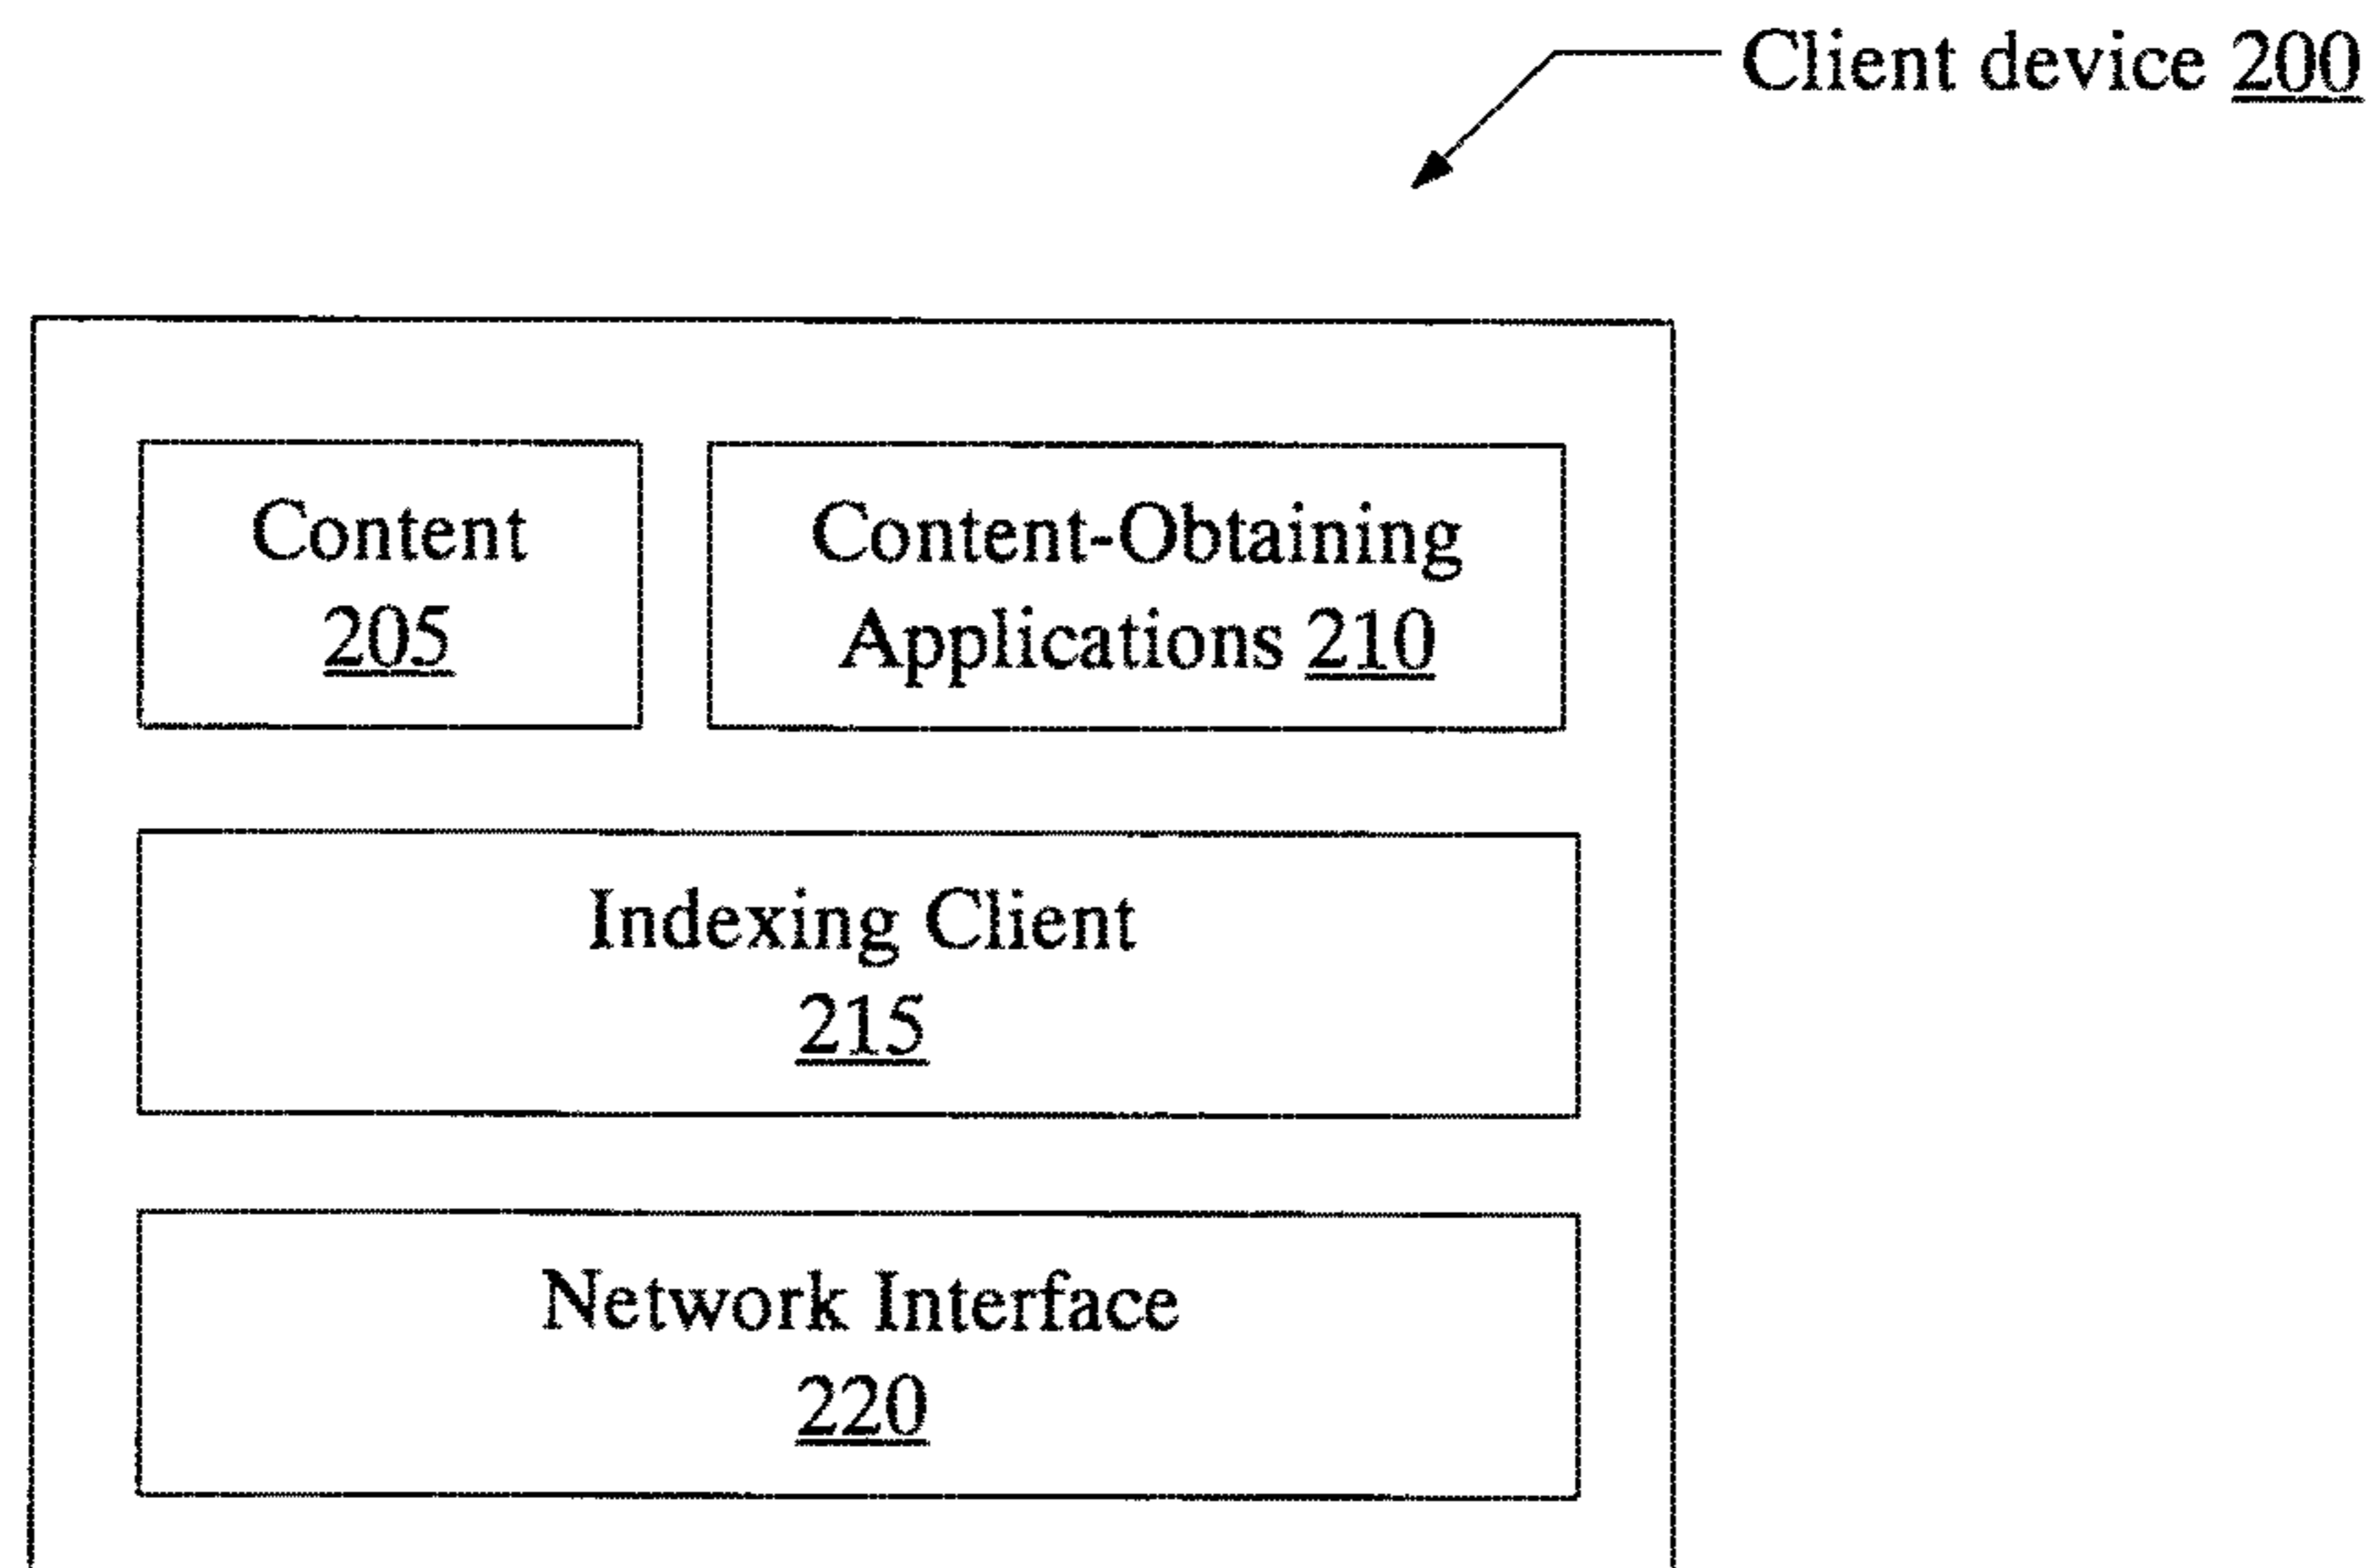 Client device 200
Content
205
Content-Obtaining
Applications 210
Indexing Client
215
Network Interface
220